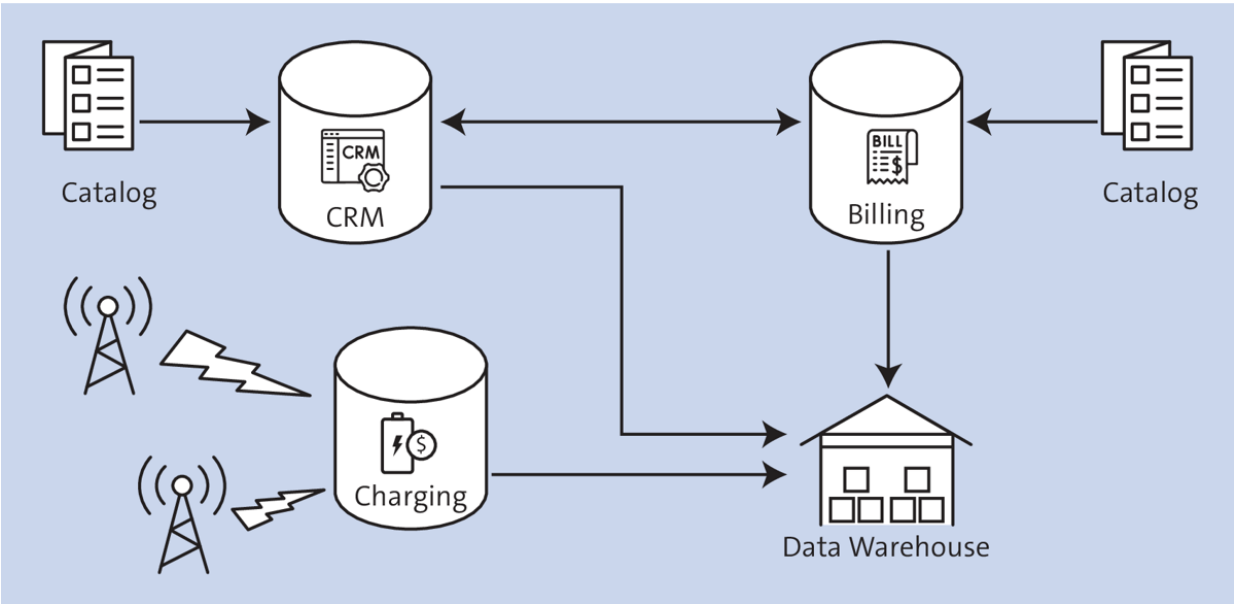 Catalog
CRM
CRM
BILL
$
Billing
Catalog
$
Charging
Data Warehouse